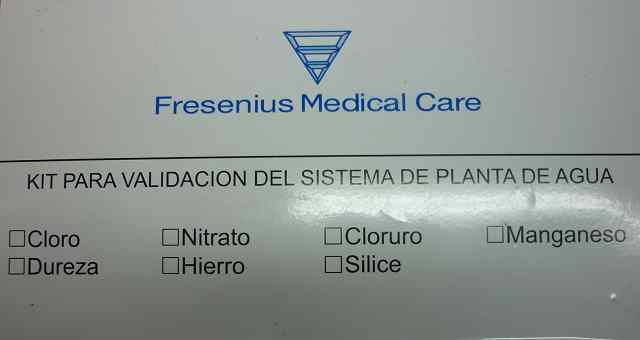 Fresenius Medical Care
KIT PARA VALIDACION DEL SISTEMA DE PLANTA DE AGUA
☐Cloro ☐Nitrato ☐Cloruro ☐Manganeso
☐Dureza ☐Hierro ☐Silice